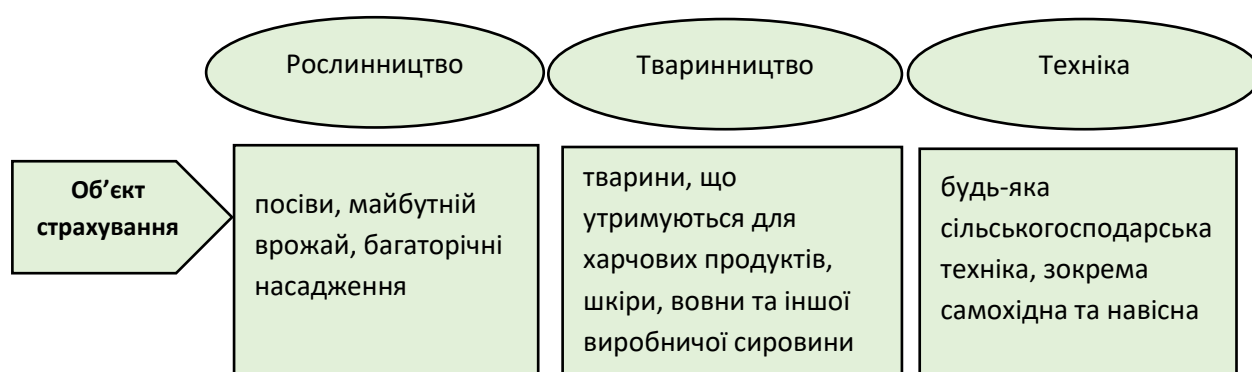 Рослинництво
Тваринництво
Техніка
Об’єкт
страхування
посіви, майбутній
врожай, багаторічні
насадження
тварини, що
утримуються для
харчових продуктів,
шкіри, вовни та іншої
виробничої сировини
будь-яка
сільськогосподарська
техніка, зокрема
самохідна та навісна